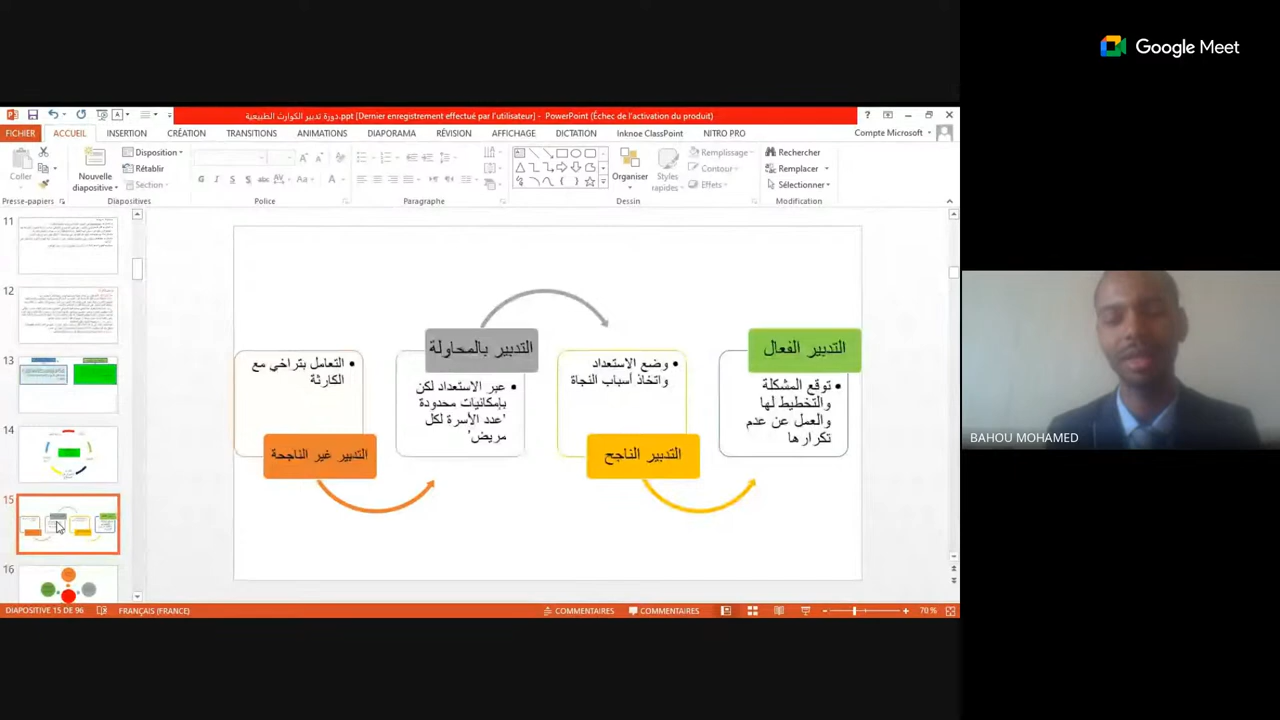 Google Meet
دورة تدبير الكوارث الطبيعية.ppt [Dernier enregistrement effectué par l'utilisateur] - PowerPoint (Échec de l'activation du produit)
FICHIER ACCUEIL INSERTION CRÉATION TRANSITIONS ANIMATIONS DIAPORAMA RÉVISION AFFICHAGE DICTATION Inknoe ClassPoint NITRO PRO Compte Microsoft
Coller
Nouvelle diapositive
Disposition
Rétablir
Section
Organiser
Styles rapides
Remplissage
Contour
Effets
Rechercher
Remplacer
Sélectionner
Presse-papiers Diapositives Police Paragraphe Dessin Modification
11
12
13
14
15
16
التدبير الفعال
• توقع المشكلة
والتخطيط لها
والعمل عن عدم
تكرارها
• وضع الاستعداد
واتخاذ أسباب النجاة
التدبير الناجح
التدبير بالمحاولة
• عبر الاستعداد لكن
بإمكانيات محدودة
'عدد الأسرة لكل
مريض'
• التعامل بتراخي مع
الكارثة
التدبير غير الناجحة
BAHOU MOHAMED
DIAPOSITIVE 15 DE 96 FRANÇAIS (FRANCE) COMMENTAIRES COMMENTAIRES 70 %